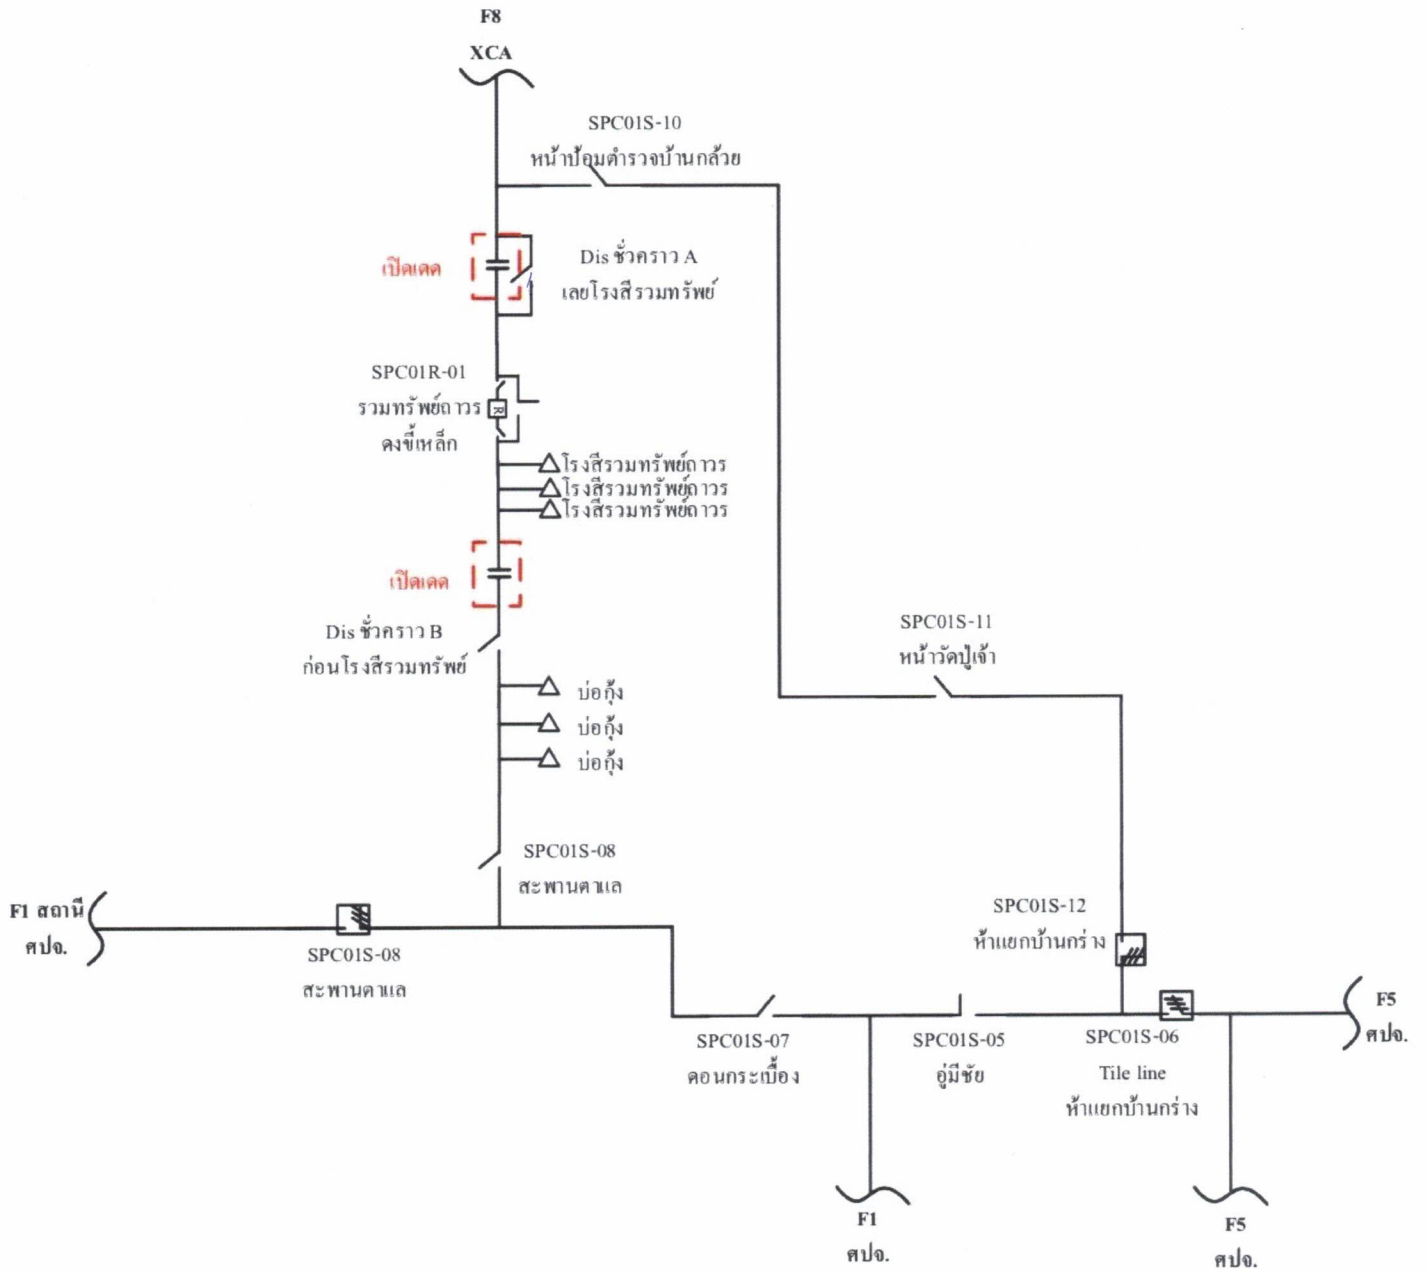 F8
XCA
SPC01S-10
หน้าป้อมตำรวจบ้านกล้วย
เปิดเดด
Dis ชั่วคราว A
เลยโรงสีรวมทรัพย์
SPC01R-01
รวมทรัพย์ถาวร
ดงขี้เหล็ก
R
โรงสีรวมทรัพย์ถาวร
โรงสีรวมทรัพย์ถาวร
โรงสีรวมทรัพย์ถาวร
เปิดเดด
Dis ชั่วคราว B
ก่อนโรงสีรวมทรัพย์
SPC01S-11
หน้าวัดปู่เจ้า
บ่อกุ้ง
บ่อกุ้ง
บ่อกุ้ง
SPC01S-08
สะพานตาแล
F1 สถานี
ศปจ.
SPC01S-08
สะพานตาแล
SPC01S-12
ห้าแยกบ้านกร่าง
F5
ศปจ.
SPC01S-07
ดอนกระเบื้อง
SPC01S-05
อู่มีชัย
SPC01S-06
Tile line
ห้าแยกบ้านกร่าง
F1
ศปจ.
F5
ศปจ.